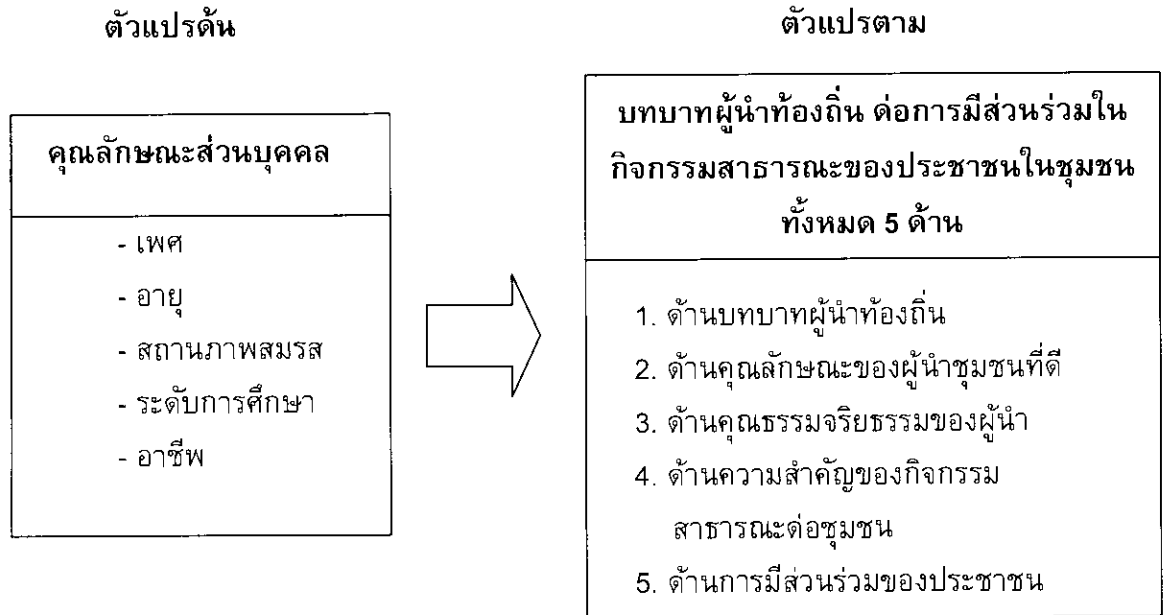 ตัวแปรต้น
คุณลักษณะส่วนบุคคล
- เพศ
- อายุ
- สถานภาพสมรส
- ระดับการศึกษา
- อาชีพ
ตัวแปรตาม
บทบาทผู้นำท้องถิ่น ต่อการมีส่วนร่วมใน
กิจกรรมสาธารณะของประชาชนในชุมชน
ทั้งหมด 5 ด้าน
1. ด้านบทบาทผู้นำท้องถิ่น
2. ด้านคุณลักษณะของผู้นำชุมชนที่ดี
3. ด้านคุณธรรมจริยธรรมของผู้นำ
4. ด้านความสำคัญของกิจกรรม
สาธารณะต่อชุมชน
5. ด้านการมีส่วนร่วมของประชาชน